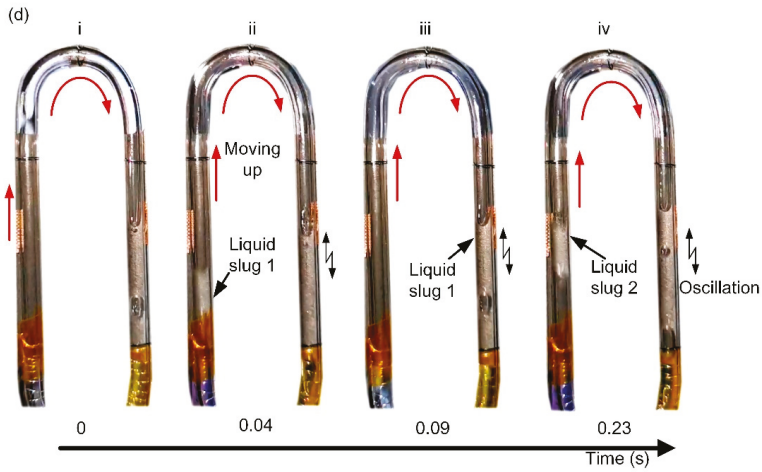 (d)
i
ii
iii
iv
Moving
up
Liquid
slug 1
Liquid
slug 1
Liquid
slug 2
Oscillation
0
0.04
0.09
0.23
Time (s)